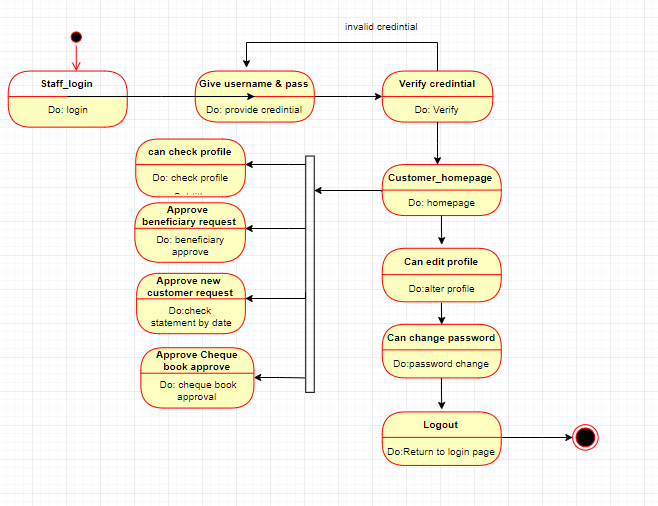 invalid credintial
Staff_login
Do: login
Give username & pass
Do: provide credintial
Verify credintial
Do: Verify
can check profile
Do: check profile
Customer_homepage
Do: homepage
Approve
beneficiary request
Do: beneficiary
approve
Can edit profile
Do:alter profile
Approve new
customer request
Do:check
statement by date
Can change password
Do:password change
Approve Cheque
book approve
Do: cheque book
approval
Logout
Do:Return to login page